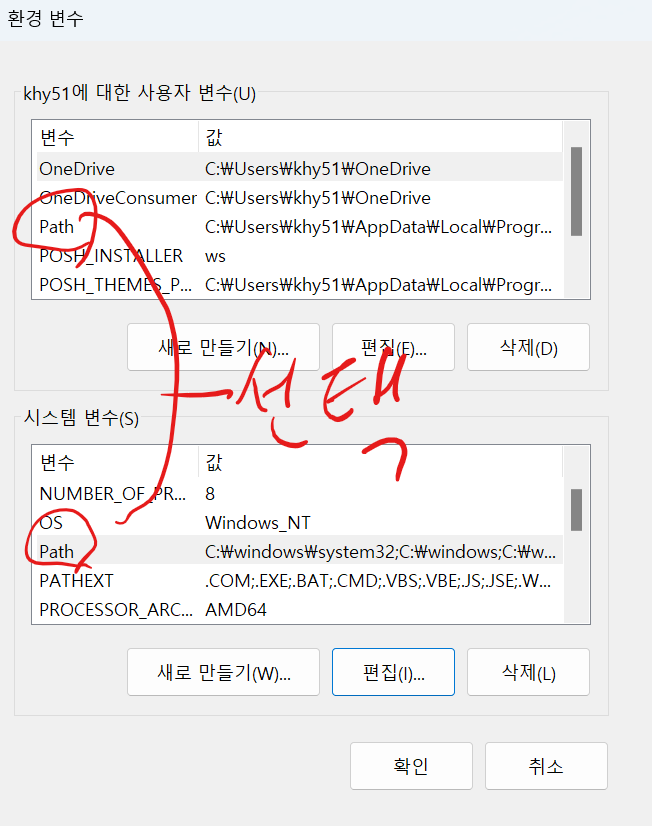 환경 변수
khy51에 대한 사용자 변수(U)
변수 값
OneDrive C:₩Users₩khy51₩OneDrive
OneDriveConsumer C:₩Users₩khy51₩OneDrive
Path C:₩Users₩khy51₩AppData₩Local₩Progr...
POSH_INSTALLER ws
POSH_THEMES_P... C:₩Users₩khy51₩AppData₩Local₩Progr...
새로 만들기(N)... 편집(E)... 삭제(D)
선택
시스템 변수(S)
변수 값
NUMBER_OF_PR... 8
OS Windows_NT
Path C:₩windows₩system32;C:₩windows;C:₩w...
PATHEXT .COM;.EXE;.BAT;.CMD;.VBS;.VBE;.JS;.JSE;.W...
PROCESSOR_ARC... AMD64
새로 만들기(W)... 편집(I)... 삭제(L)
확인 취소